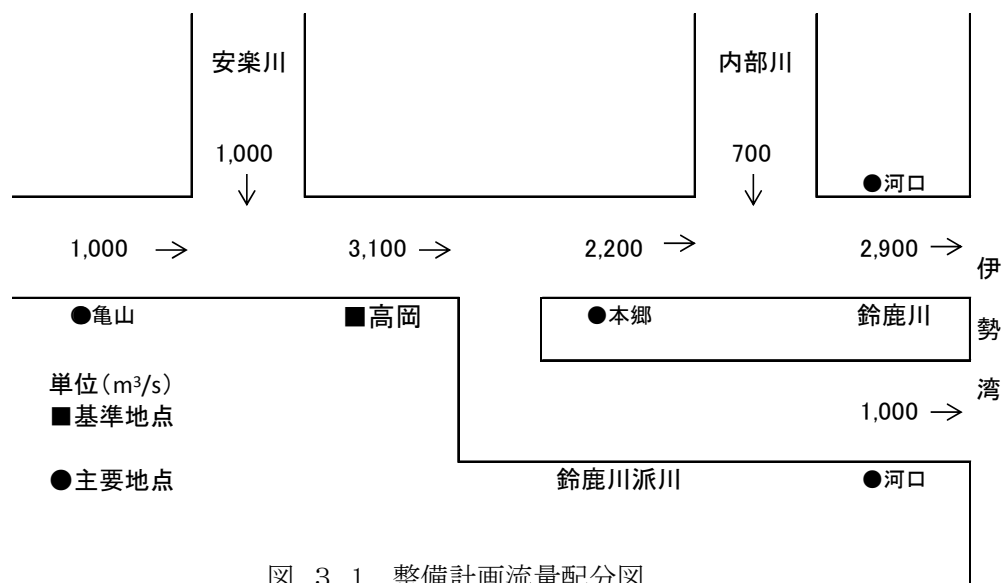 安楽川
内部川
1,000
700
●河口
1,000
3,100
2,200
2,900
伊勢湾
●亀山
■高岡
●本郷
鈴鹿川
単位(m³/s)
■基準地点
1,000
●主要地点
鈴鹿川派川
●河口
図 3.1 整備計画流量配分図